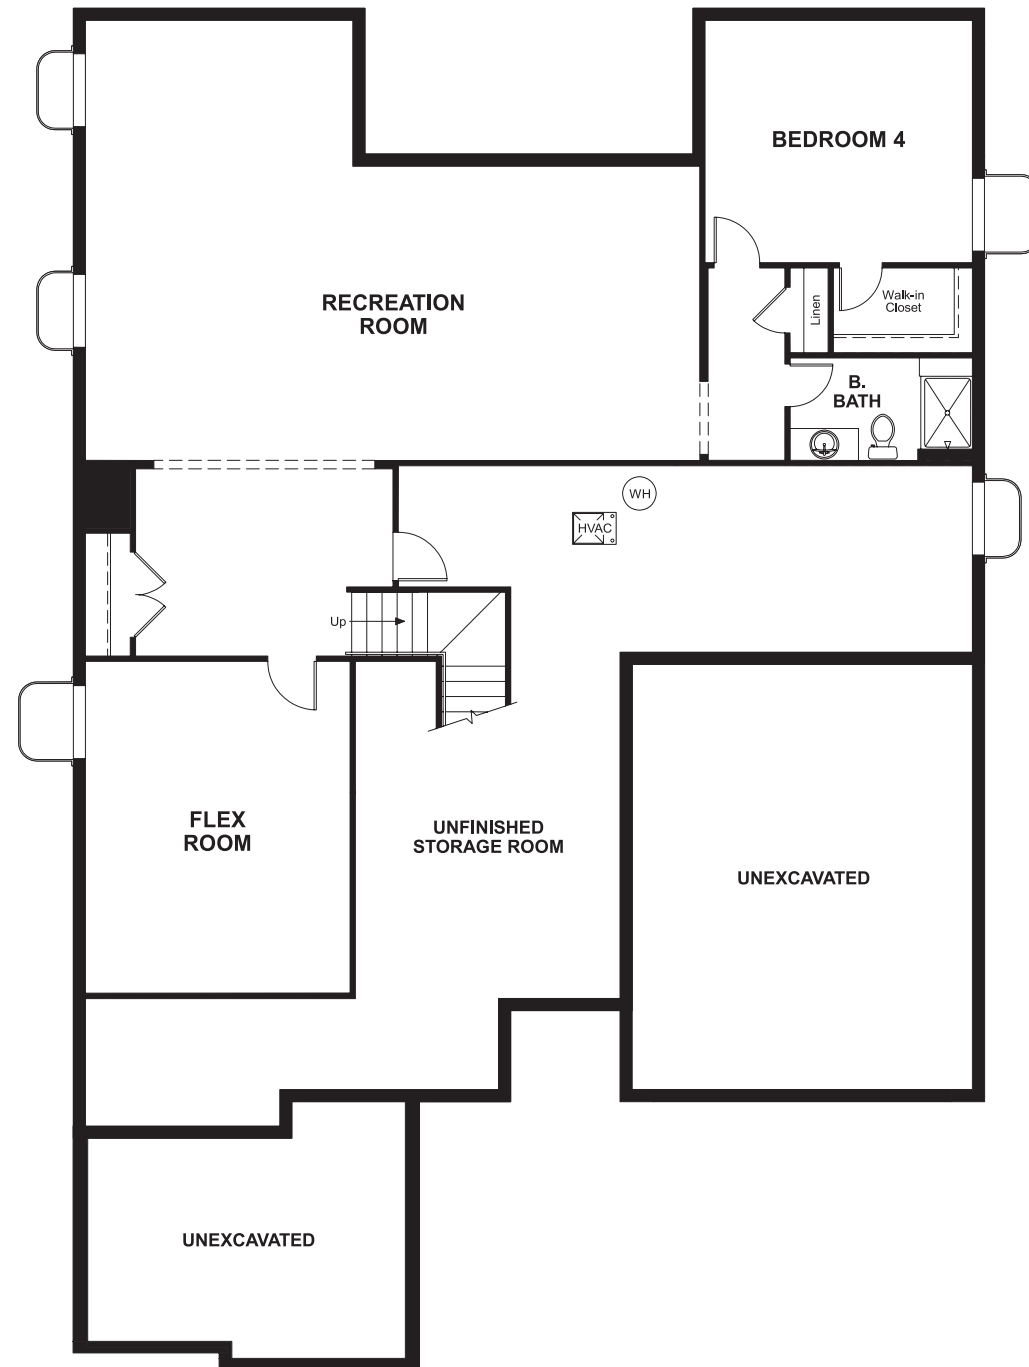 BEDROOM 4
RECREATION
ROOM
Linen
Walk-in
Closet
B.
BATH
WH
HVAC
Up
FLEX
ROOM
UNFINISHED
STORAGE ROOM
UNEXCAVATED
UNEXCAVATED